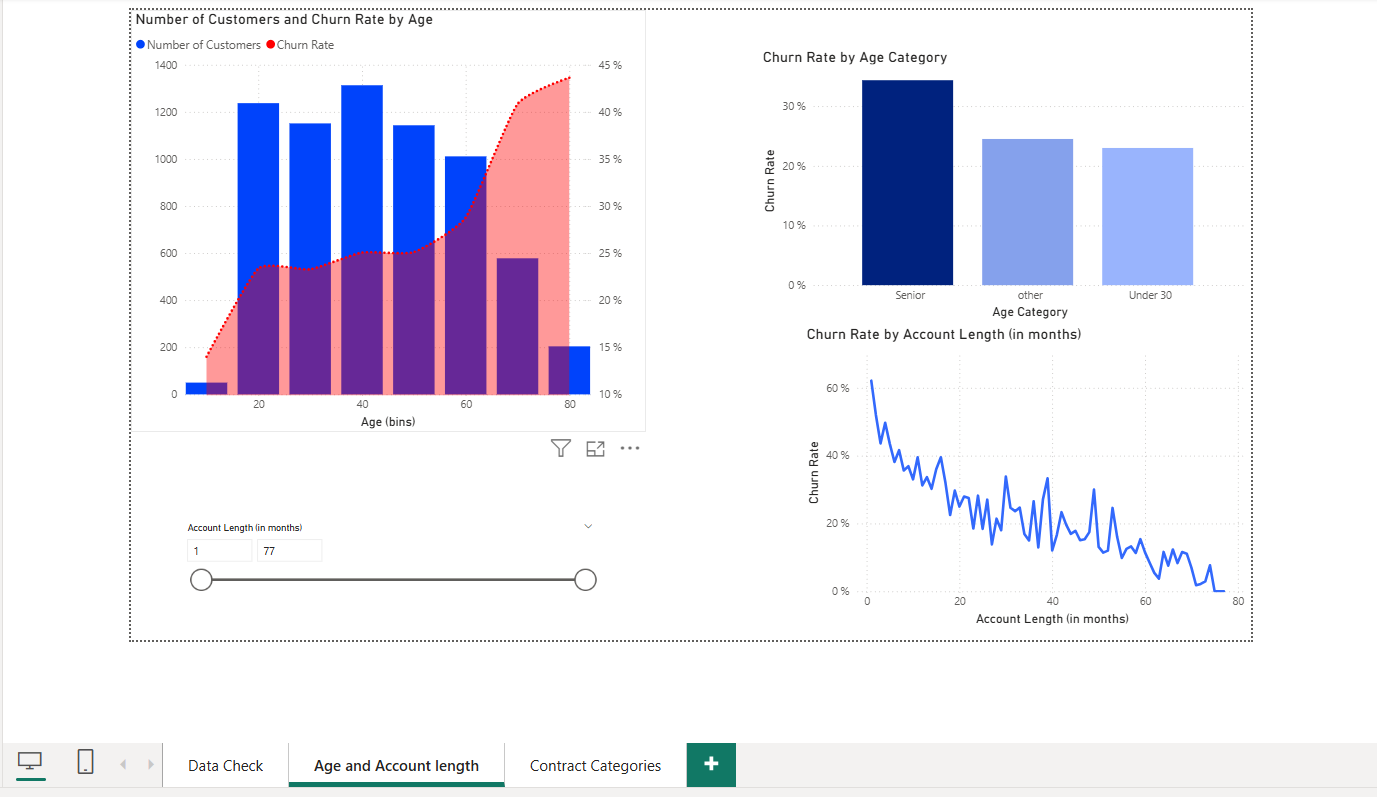 Number of Customers and Churn Rate by Age
Number of Customers Churn Rate
1400
1200
1000
800
600
400
200
0
45 %
40 %
35 %
30 %
25 %
20 %
15 %
10 %
20 40 60 80
Age (bins)
Account Length (in months)
1 77
Churn Rate by Age Category
Churn Rate
30 %
20 %
10 %
0 %
Senior other Under 30
Age Category
Churn Rate by Account Length (in months)
Churn Rate
60 %
40 %
20 %
0 %
0 20 40 60 80
Account Length (in months)
Data Check Age and Account length Contract Categories +